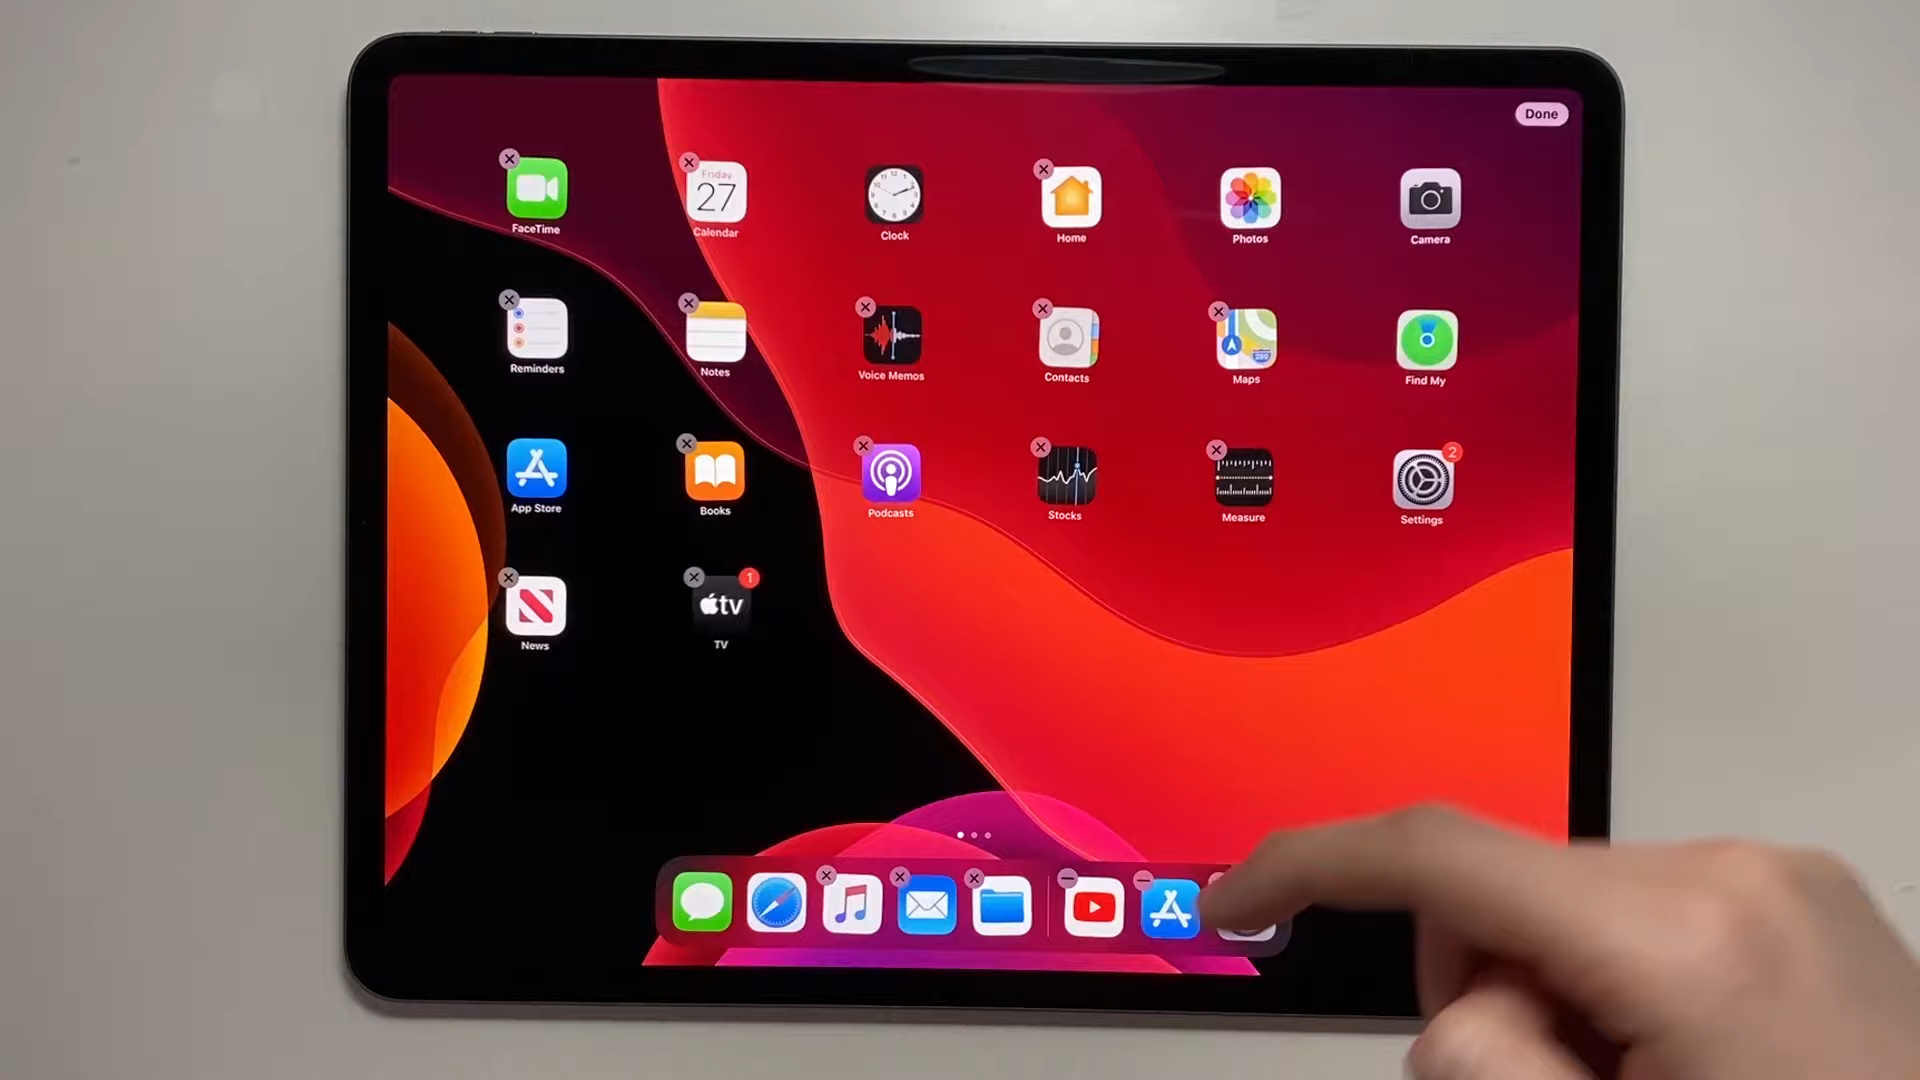 Done
FaceTime
Friday
27
Calendar
Clock
Home
Photos
Camera
Reminders
Notes
Voice Memos
Contacts
280
Maps
Find My
App Store
Books
Podcasts
Stocks
Measure
2
Settings
News
1
tv
TV